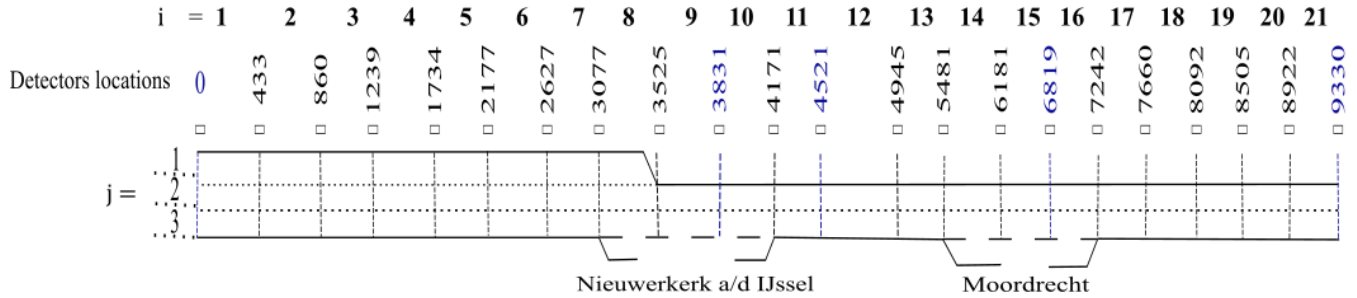 i = 1 2 3 4 5 6 7 8 9 10 11 12 13 14 15 16 17 18 19 20 21
Detectors locations 0 433 860 1239 1734 2177 2627 3077 3525 3831 4171 4521 4945 5481 6181 6819 7242 7660 8092 8505 8922 9330
1
j = 2
3
Nieuwerkerk a/d IJssel Moordrecht